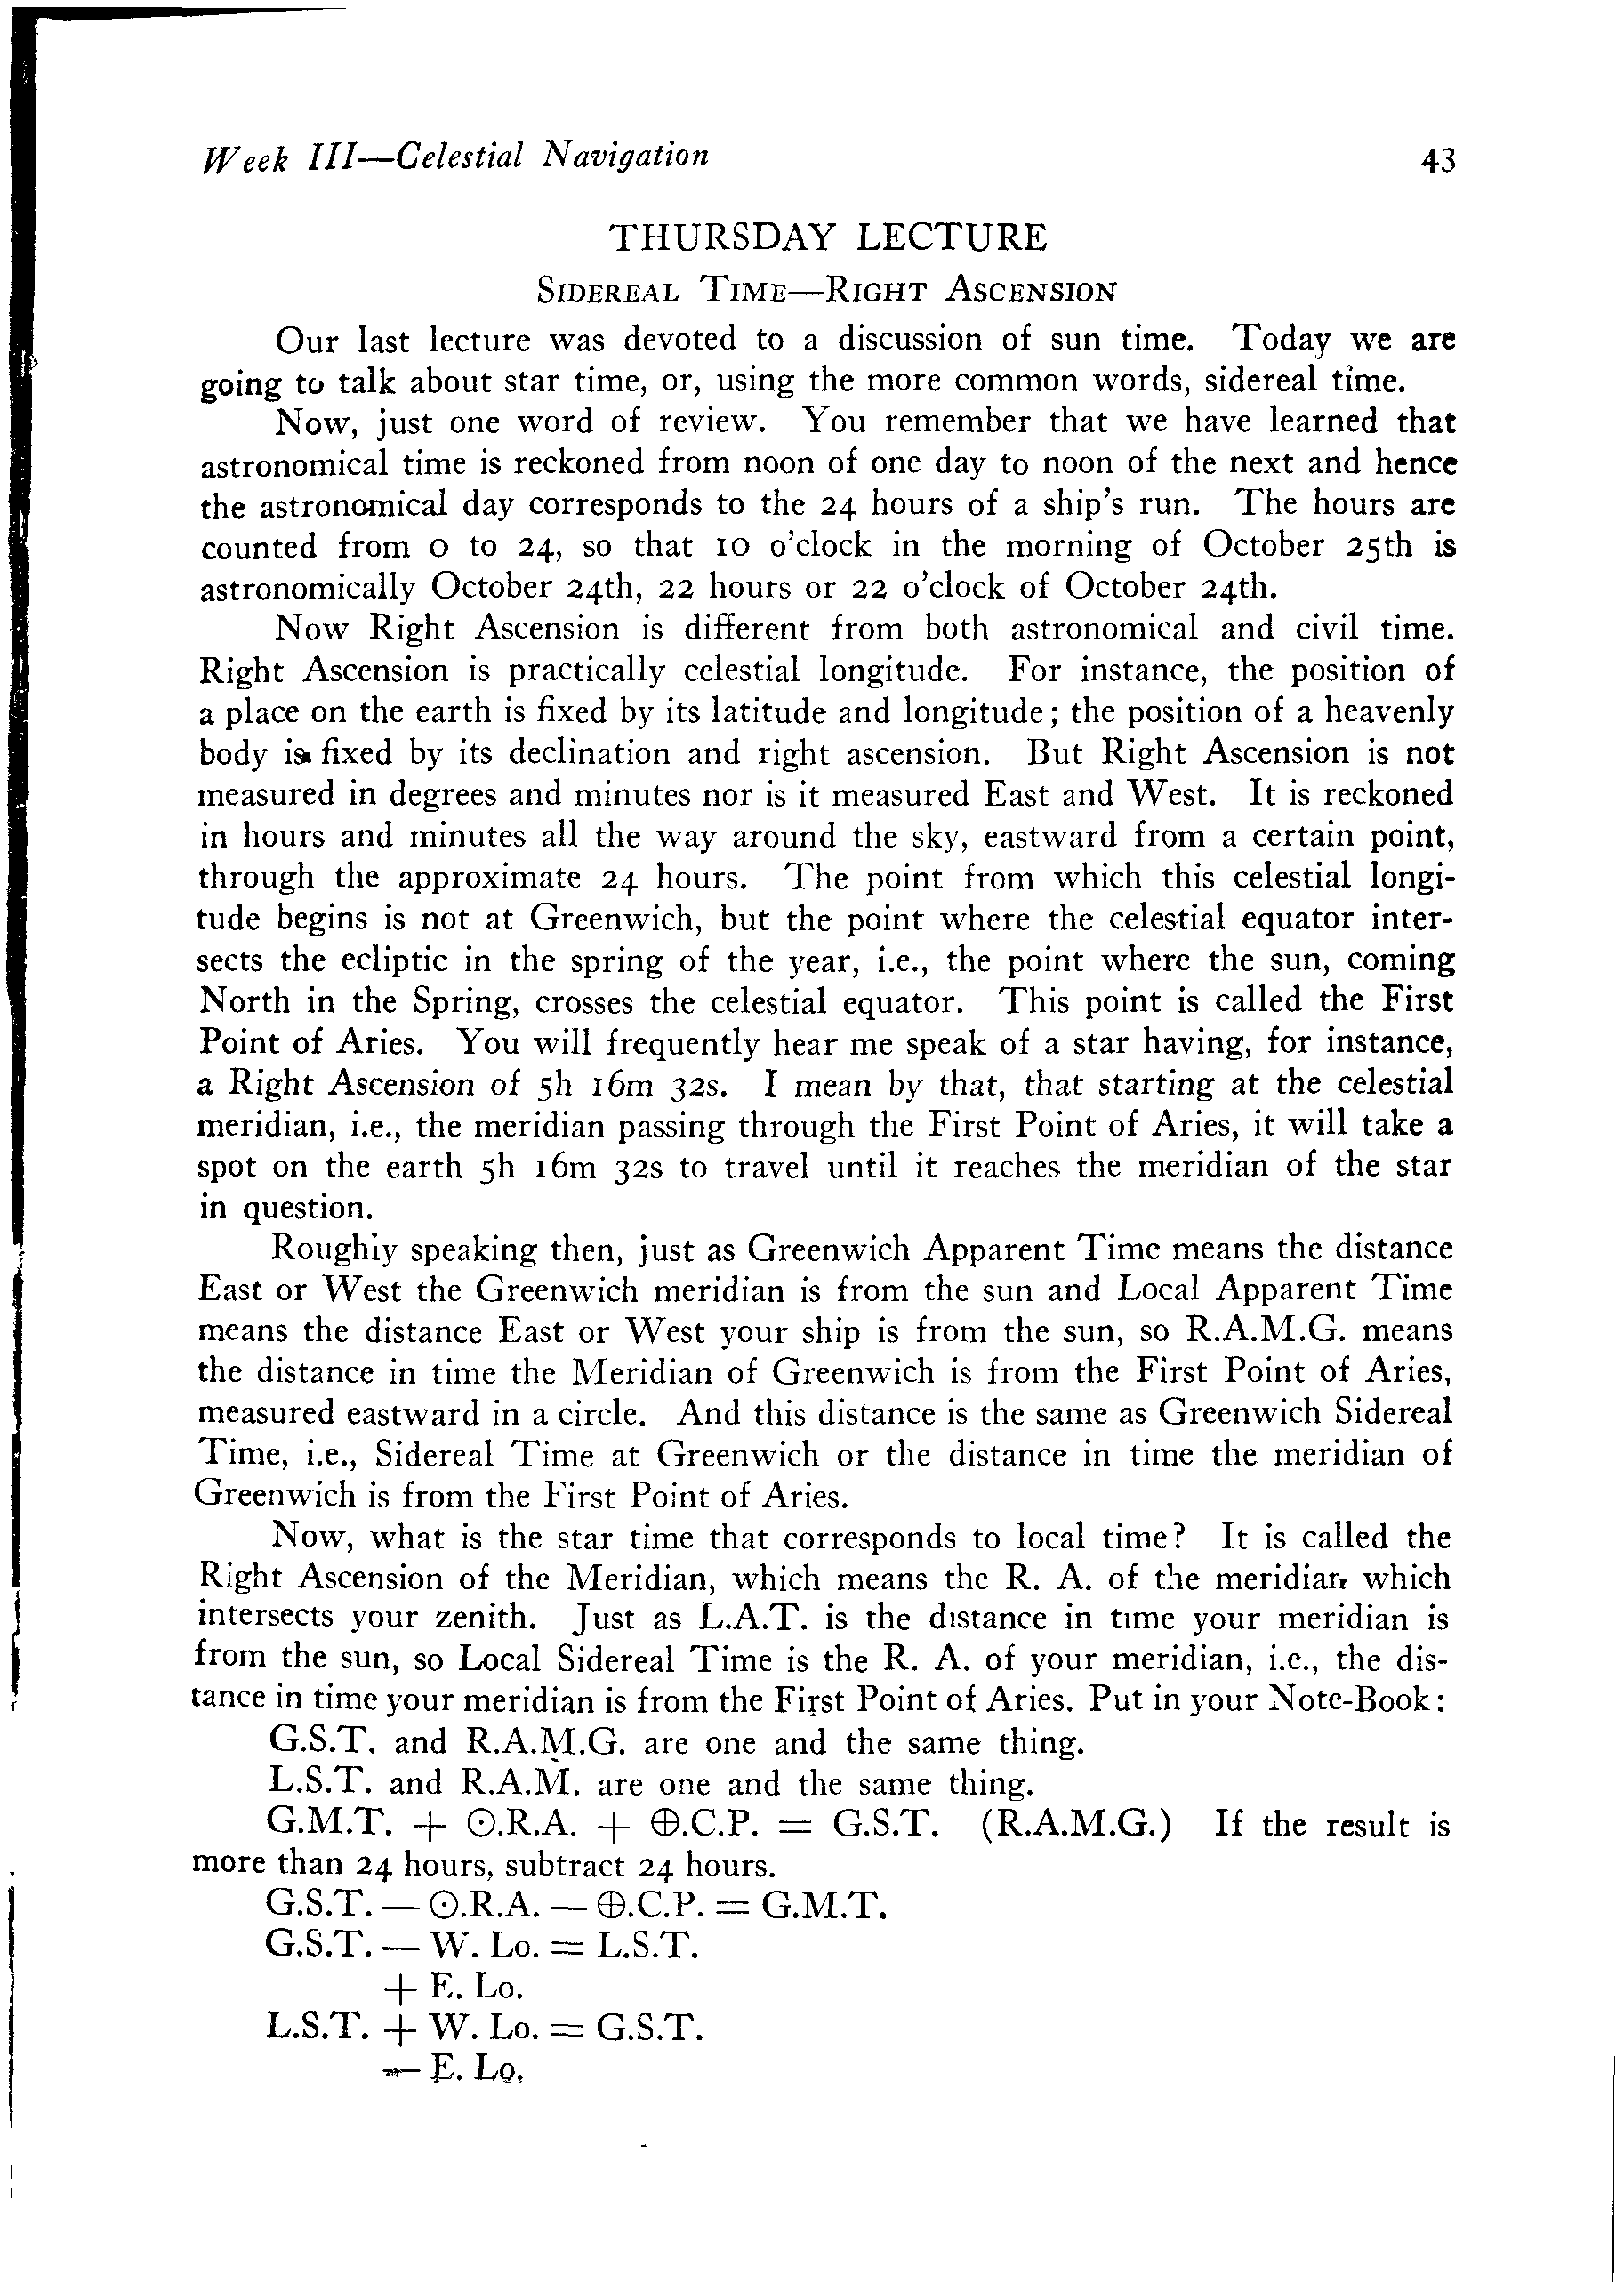 Week III—Celestial Navigation 43
THURSDAY LECTURE
SIDEREAL TIME—RIGHT ASCENSION
Our last lecture was devoted to a discussion of sun time. Today we are
going to talk about star time, or, using the more common words, sidereal time.
Now, just one word of review. You remember that we have learned that
astronomical time is reckoned from noon of one day to noon of the next and hence
the astronomical day corresponds to the 24 hours of a ship's run. The hours are
counted from 0 to 24, so that 10 o'clock in the morning of October 25th is
astronomically October 24th, 22 hours or 22 o'clock of October 24th.
Now Right Ascension is different from both astronomical and civil time.
Right Ascension is practically celestial longitude. For instance, the position of
a place on the earth is fixed by its latitude and longitude; the position of a heavenly
body is fixed by its declination and right ascension. But Right Ascension is not
measured in degrees and minutes nor is it measured East and West. It is reckoned
in hours and minutes all the way around the sky, eastward from a certain point,
through the approximate 24 hours. The point from which this celestial longi-
tude begins is not at Greenwich, but the point where the celestial equator inter-
sects the ecliptic in the spring of the year, i.e., the point where the sun, coming
North in the Spring, crosses the celestial equator. This point is called the First
Point of Aries. You will frequently hear me speak of a star having, for instance,
a Right Ascension of 5h 16m 32s. I mean by that, that starting at the celestial
meridian, i.e., the meridian passing through the First Point of Aries, it will take a
spot on the earth 5h 16m 32s to travel until it reaches the meridian of the star
in question.
Roughly speaking then, just as Greenwich Apparent Time means the distance
East or West the Greenwich meridian is from the sun and Local Apparent Time
means the distance East or West your ship is from the sun, so R.A.M.G. means
the distance in time the Meridian of Greenwich is from the First Point of Aries,
measured eastward in a circle. And this distance is the same as Greenwich Sidereal
Time, i.e., Sidereal Time at Greenwich or the distance in time the meridian of
Greenwich is from the First Point of Aries.
Now, what is the star time that corresponds to local time? It is called the
Right Ascension of the Meridian, which means the R. A. of the meridian which
intersects your zenith. Just as L.A.T. is the distance in time your meridian is
from the sun, so Local Sidereal Time is the R. A. of your meridian, i.e., the dis-
tance in time your meridian is from the First Point of Aries. Put in your Note-Book:
G.S.T. and R.A.M.G. are one and the same thing.
L.S.T. and R.A.M. are one and the same thing.
G.M.T. + ☉.R.A. + ⊕.C.P. = G.S.T. (R.A.M.G.) If the result is
more than 24 hours, subtract 24 hours.
G.S.T. — ☉.R.A. — ⊕.C.P. = G.M.T.
G.S.T. — W. Lo. = L.S.T.
+ E. Lo.
L.S.T. + W. Lo. = G.S.T.
— E. Lo.